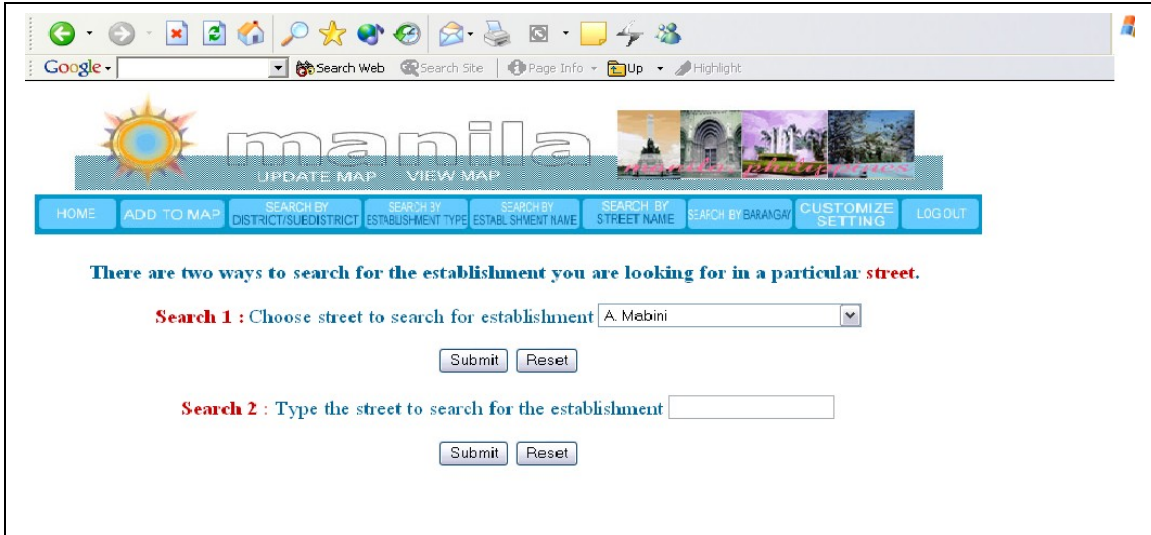 Google
Search Web Search Site Page Info Up Highlight
manila
UPDATE MAP VIEW MAP
manila, philippines
HOME
ADD TO MAP
SEARCH BY
DISTRICT/SUBDISTRICT
SEARCH BY
ESTABLISHMENT TYPE
SEARCH BY
ESTABLISHMENT NAME
SEARCH BY
STREET NAME
SEARCH BY BARANGAY
CUSTOMIZE
SETTING
LOG OUT
There are two ways to search for the establishment you are looking for in a particular street.
Search 1 : Choose street to search for establishment A. Mabini
Submit Reset
Search 2 : Type the street to search for the establishment
Submit Reset